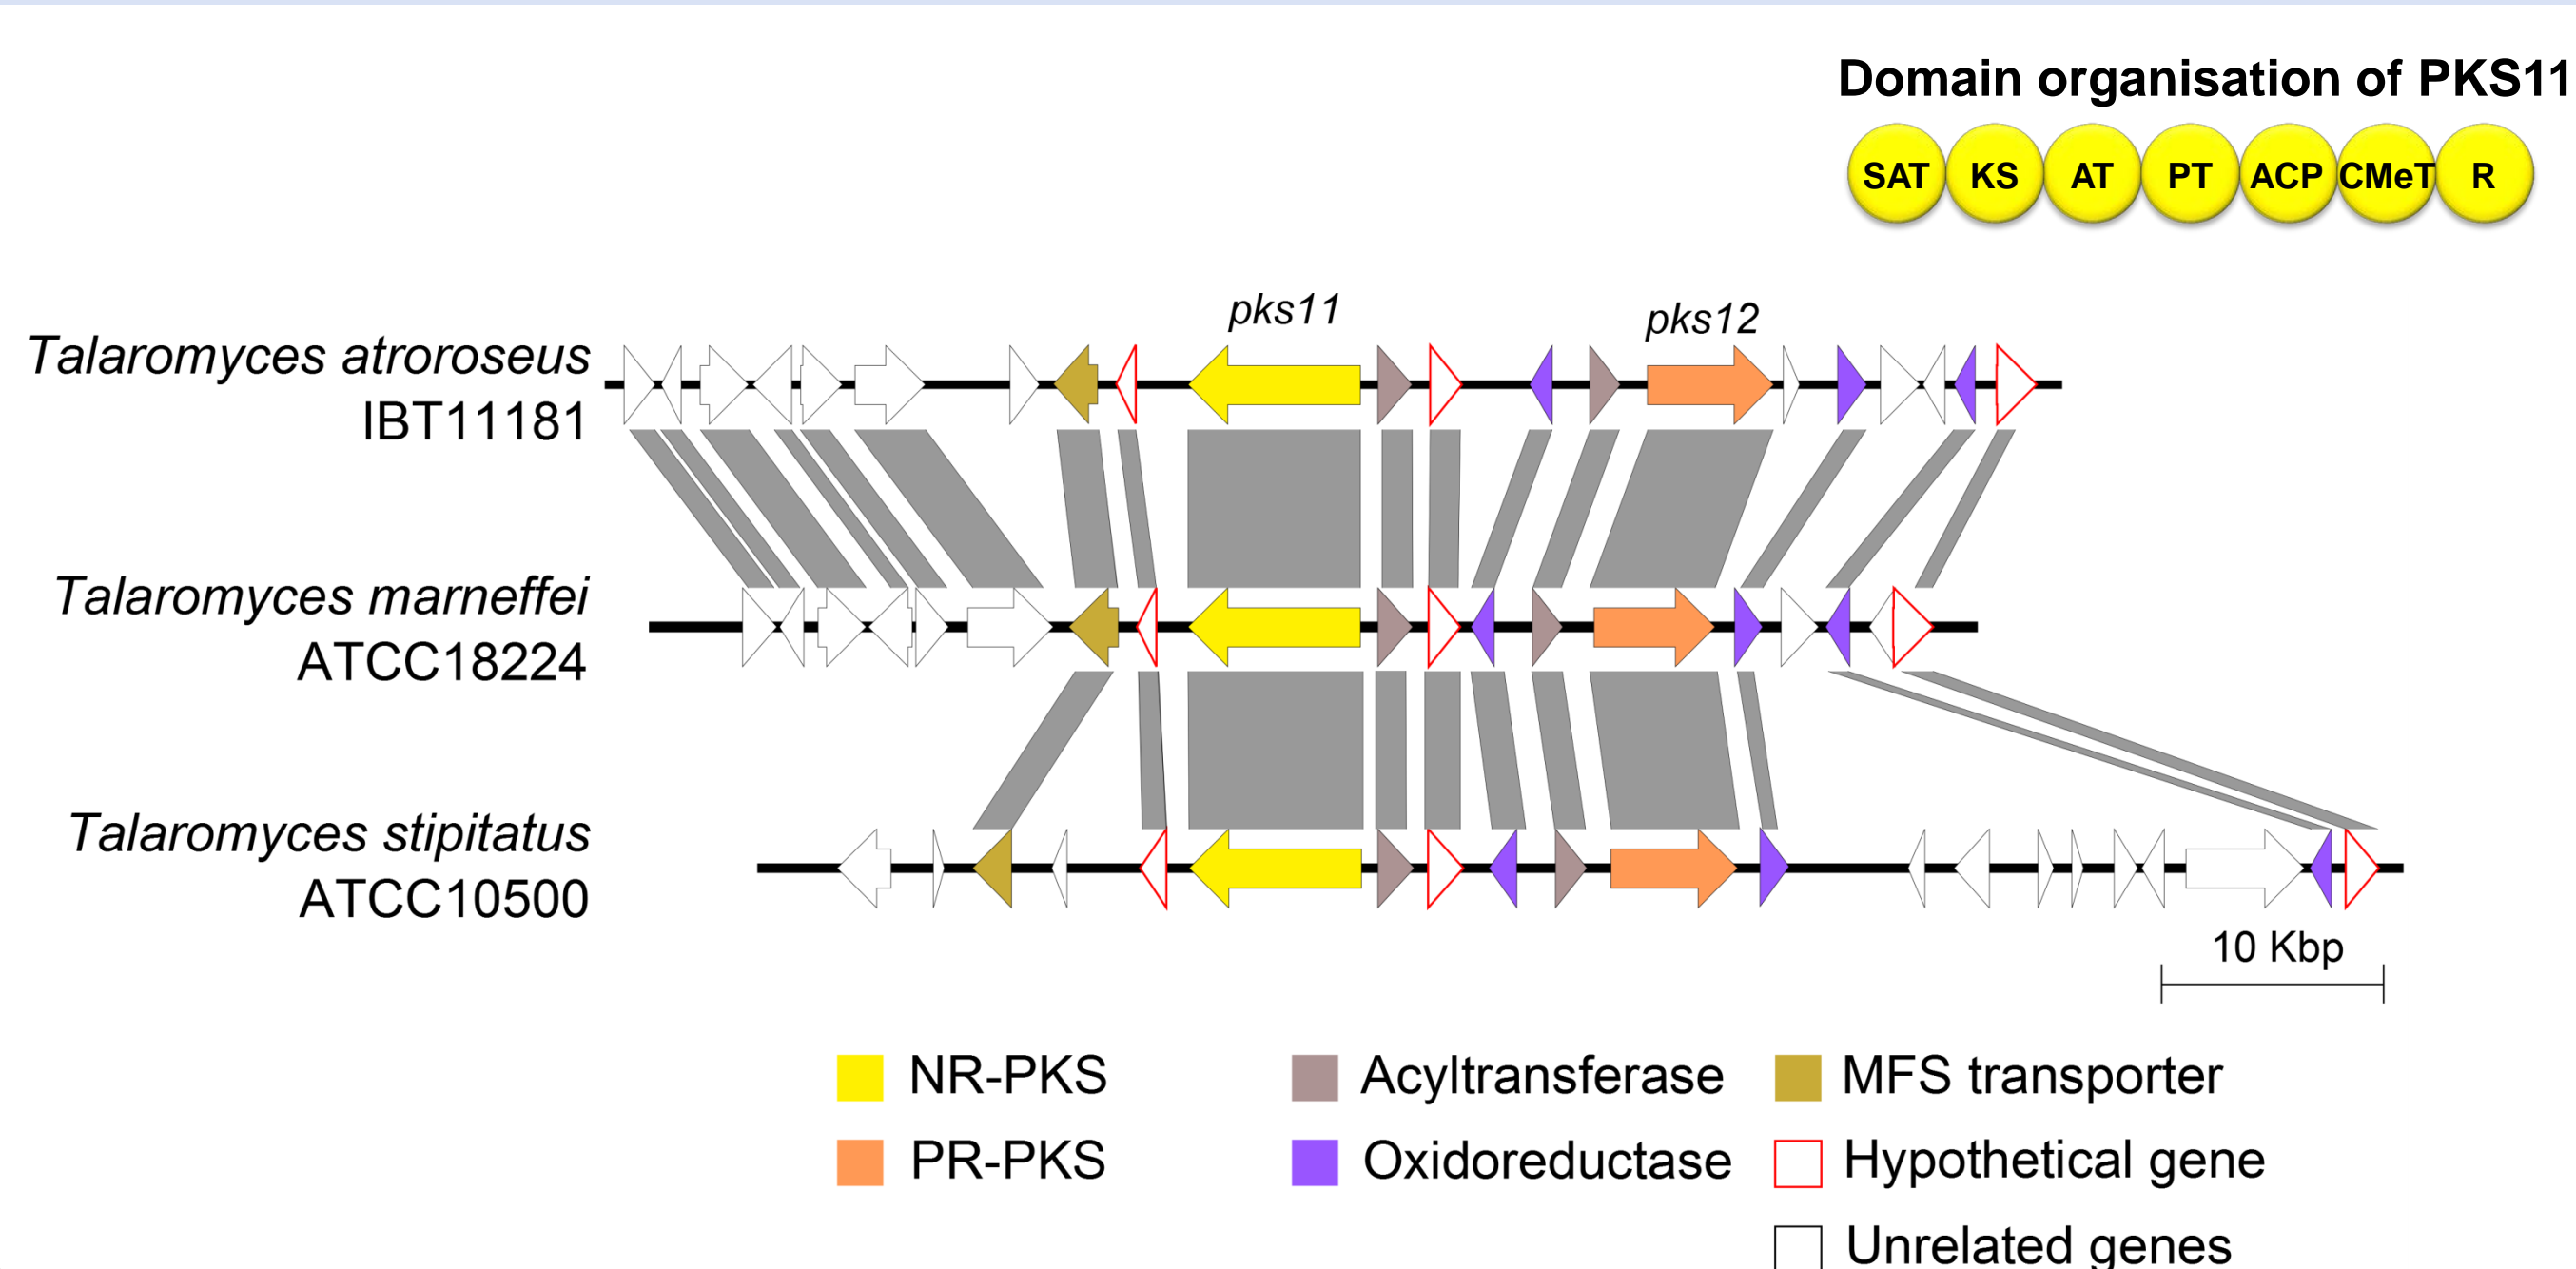 Domain organisation of PKS11
SAT KS AT PT ACP CMeT R
pks11
pks12
Talaromyces atroroseus
IBT11181
Talaromyces marneffei
ATCC18224
Talaromyces stipitatus
ATCC10500
10 Kbp
NR-PKS Acyltransferase MFS transporter
PR-PKS Oxidoreductase Hypothetical gene
Unrelated genes